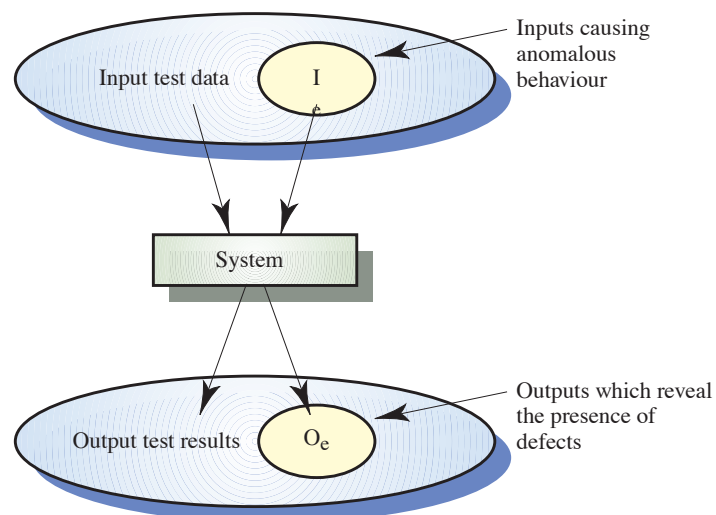 Inputs causing
anomalous
behaviour
Input test data
I
e
System
Outputs which reveal
the presence of
defects
Output test results
Oe